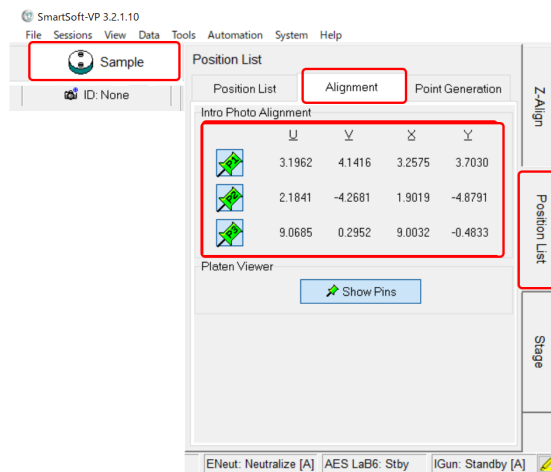 SmartSoft-VP 3.2.1.10
File Sessions View Data Tools Automation System Help
Sample
ID: None
Position List
Position List Alignment Point Generation
Intro Photo Alignment
U V X Y
P1 3.1962 4.1416 3.2575 3.7030
P2 2.1841 -4.2681 1.9019 -4.8791
P3 9.0685 0.2952 9.0032 -0.4833
Platen Viewer
Show Pins
Z-Align
Position List
Stage
ENeut: Neutralize [A] AES LaB6: Stby IGun: Standby [A]